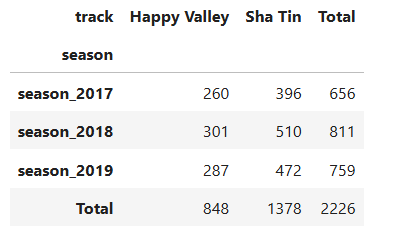 track Happy Valley Sha Tin Total
season
season_2017 260 396 656
season_2018 301 510 811
season_2019 287 472 759
Total 848 1378 2226